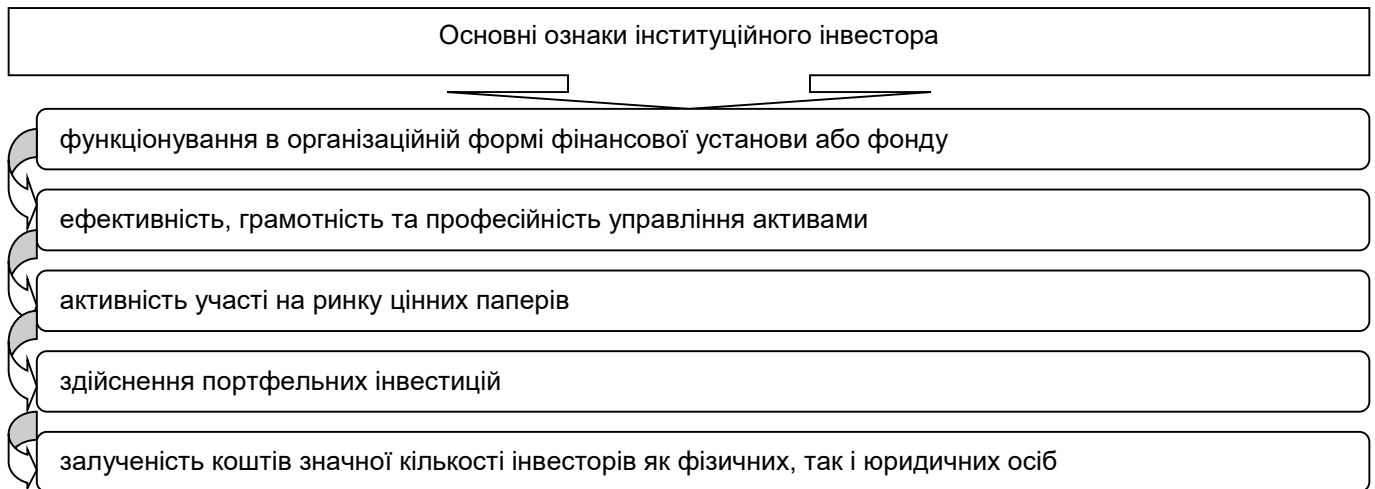 Основні ознаки інституційного інвестора
функціонування в організаційній формі фінансової установи або фонду
ефективність, грамотність та професійність управління активами
активність участі на ринку цінних паперів
здійснення портфельних інвестицій
залученість коштів значної кількості інвесторів як фізичних, так і юридичних осіб